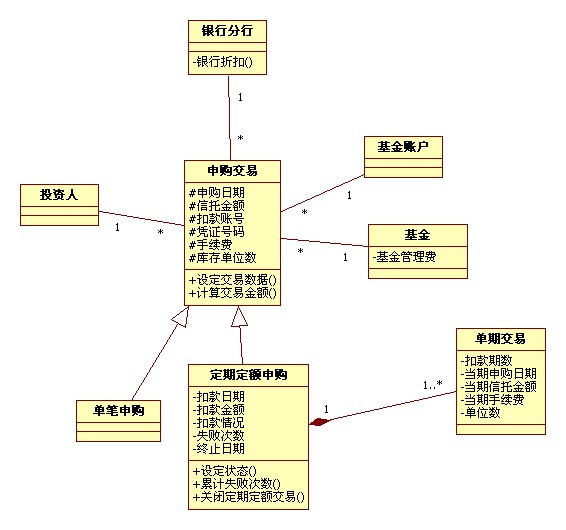 银行分行
-银行折扣()
1
*
申购交易
#申购日期
#信托金额
#扣款账号
#凭证号码
#手续费
#库存单位数
+设定交易数据()
+计算交易金额()
基金账户
*
1
投资人
1
*
基金
-基金管理费
*
1
单笔申购
定期定额申购
-扣款日期
-扣款金额
-扣款情况
-失败次数
-终止日期
+设定状态()
+累计失败次数()
+关闭定期定额交易()
1
1..*
单期交易
-扣款期数
-当期申购日期
-当期信托金额
-当期手续费
-单位数